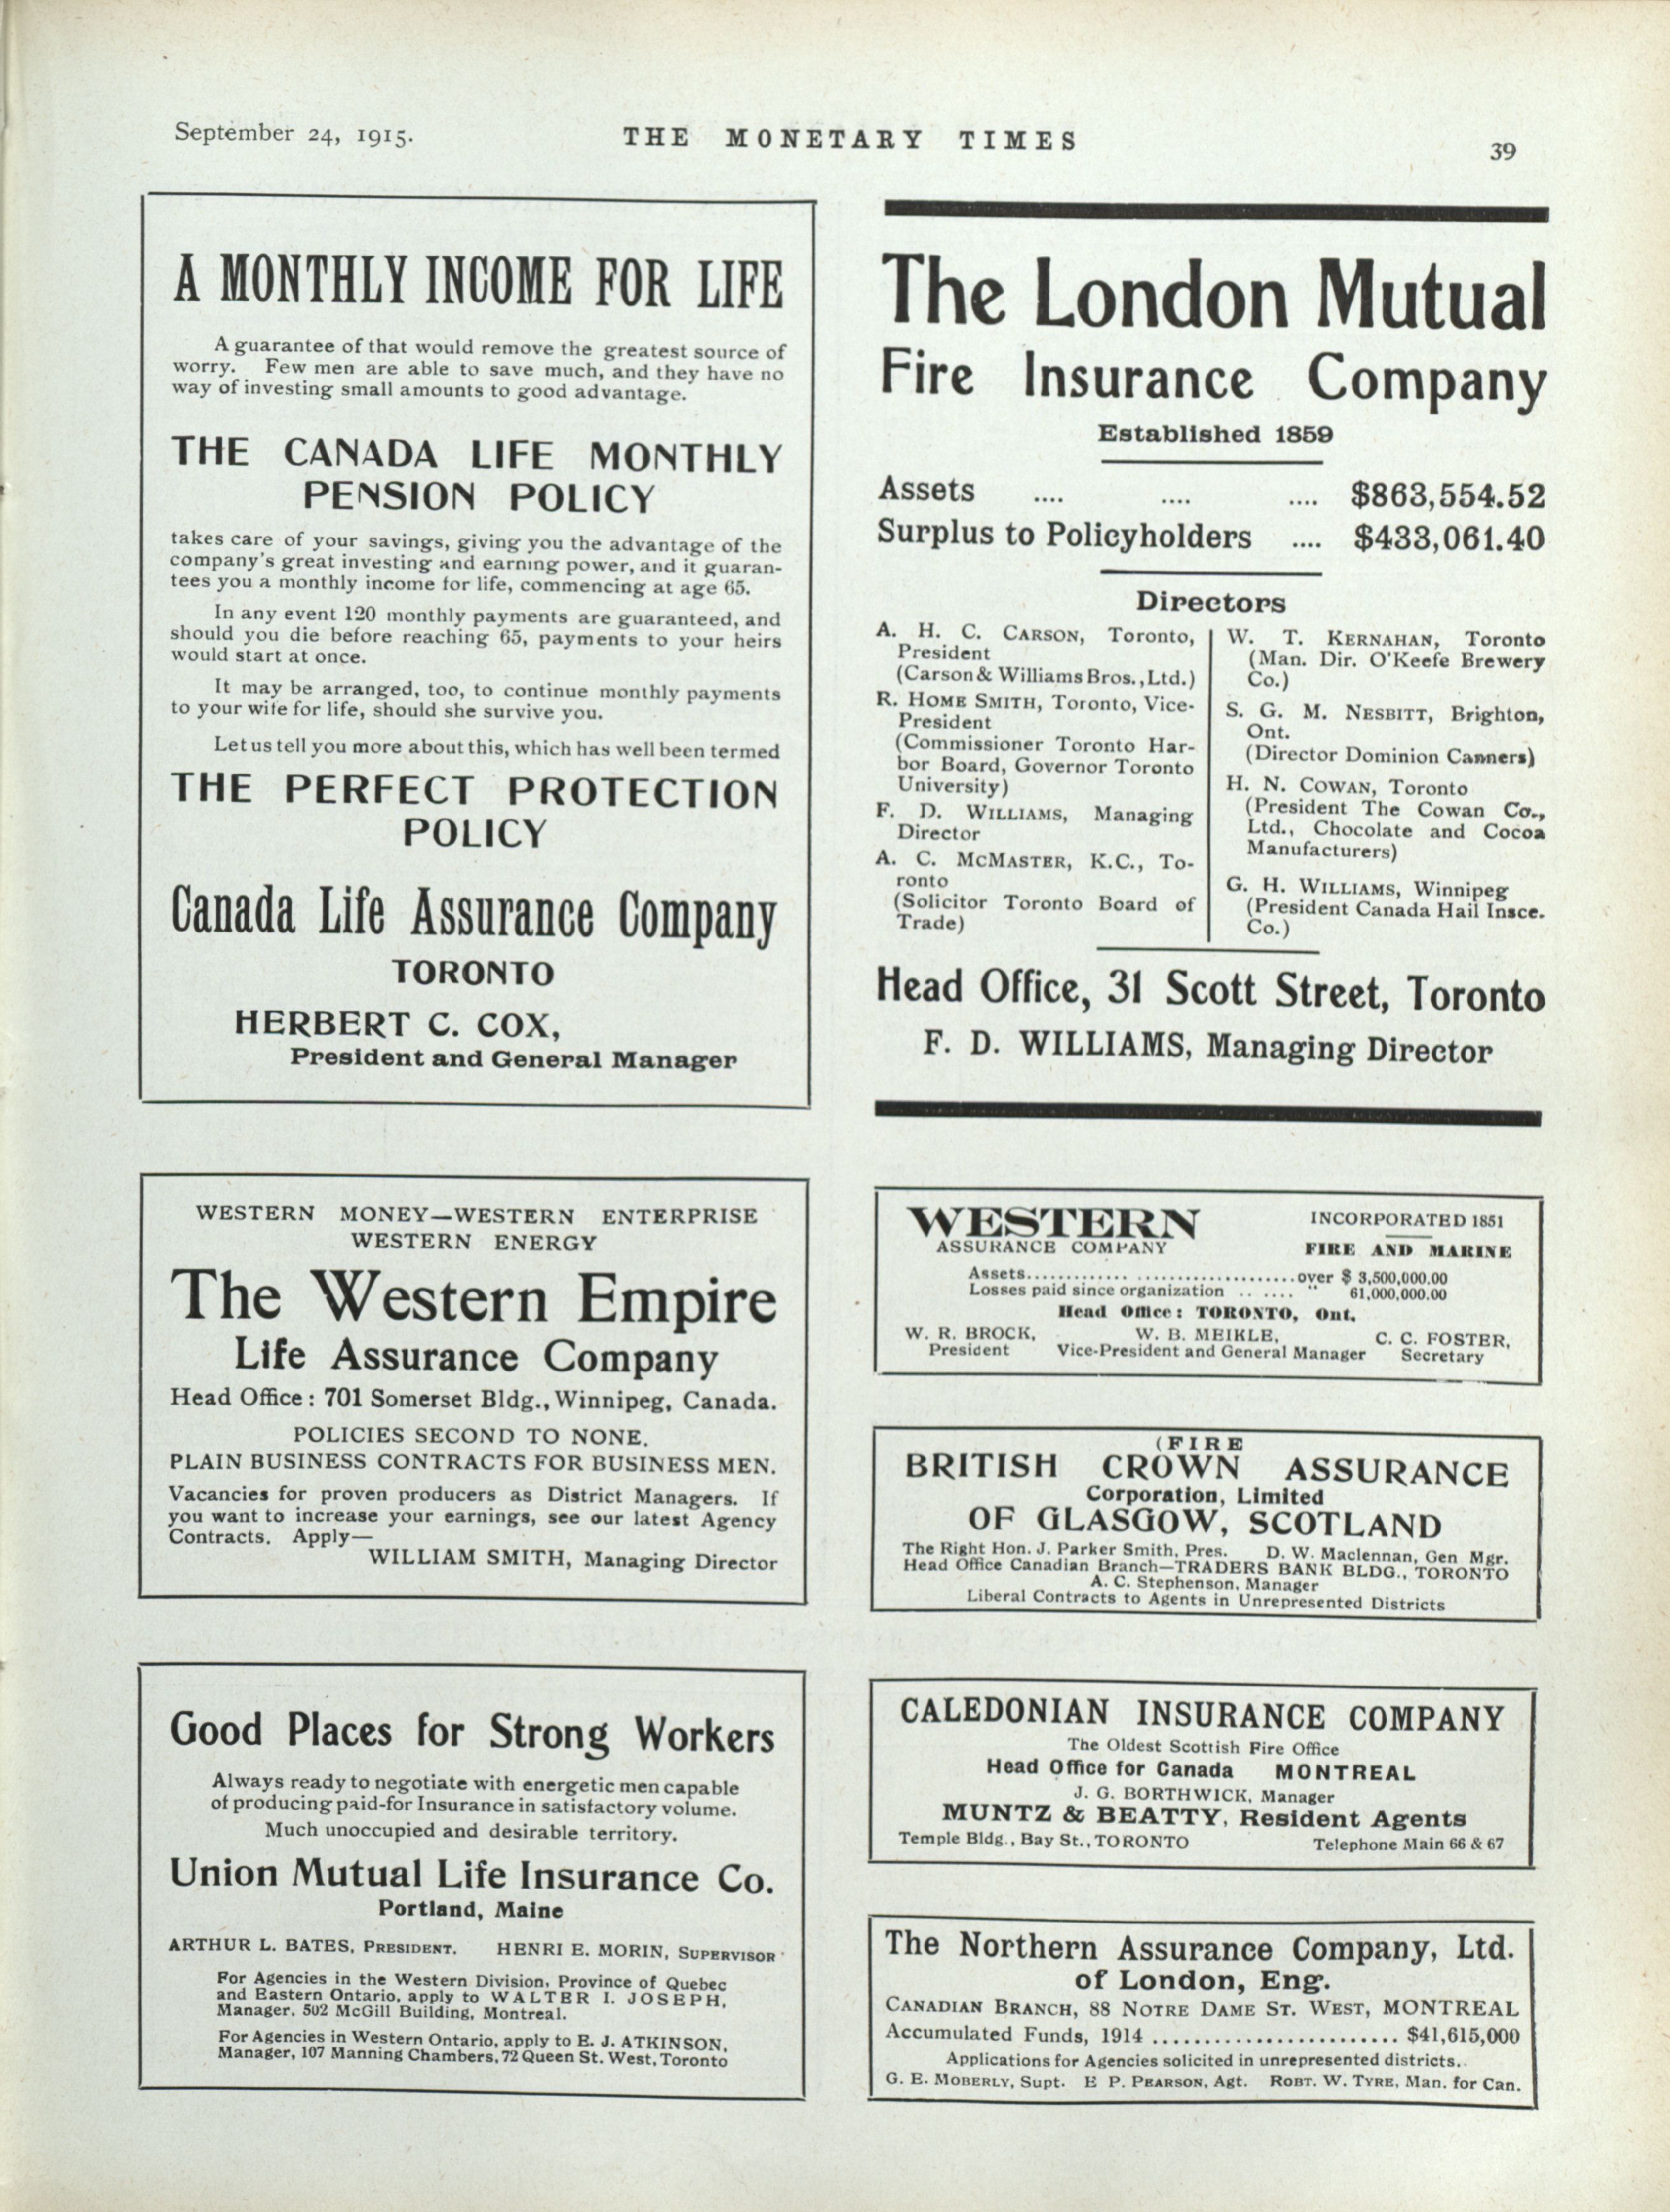 September 24, 1915.
THE MONETARY TIMES
39
A MONTHLY INCOME FOR LIFE
A guarantee of that would remove the greatest source of
worry. Few men are able to save much, and they have no
way of investing small amounts to good advantage.
THE CANADA LIFE MONTHLY
PENSION POLICY
takes care of your savings, giving you the advantage of the
company's great investing and earning power, and it guaran-
tees you a monthly income for life, commencing at age 65.
In any event 120 monthly payments are guaranteed, and
should you die before reaching 65, payments to your heirs
would start at once.
It may be arranged, too, to continue monthly payments
to your wife for life, should she survive you.
Let us tell you more about this, which has well been termed
THE PERFECT PROTECTION
POLICY
Canada Life Assurance Company
TORONTO
HERBERT C. COX,
President and General Manager
WESTERN MONEY—WESTERN ENTERPRISE
WESTERN ENERGY
The Western Empire
Life Assurance Company
Head Office: 701 Somerset Bldg., Winnipeg, Canada.
POLICIES SECOND TO NONE.
PLAIN BUSINESS CONTRACTS FOR BUSINESS MEN.
Vacancies for proven producers as District Managers. If
you want to increase your earnings, see our latest Agency
Contracts. Apply—
WILLIAM SMITH, Managing Director
Good Places for Strong Workers
Always ready to negotiate with energetic men capable
of producing paid-for Insurance in satisfactory volume.
Much unoccupied and desirable territory.
Union Mutual Life Insurance Co.
Portland, Maine
ARTHUR L. BATES, PRESIDENT. HENRI E. MORIN, SUPERVISOR
For Agencies in the Western Division, Province of Quebec
and Eastern Ontario, apply to WALTER I. JOSEPH,
Manager, 502 McGill Building, Montreal.
For Agencies in Western Ontario, apply to E. J. ATKINSON,
Manager, 107 Manning Chambers, 72 Queen St. West, Toronto
The London Mutual
Fire Insurance Company
Established 1859
Assets .... .... .... $863,554.52
Surplus to Policyholders .... $433,061.40
Directors
A. H. C. CARSON, Toronto,
President
(Carson & Williams Bros., Ltd.)
R. HOME SMITH, Toronto, Vice-
President
(Commissioner Toronto Har-
bor Board, Governor Toronto
University)
F. D. WILLIAMS, Managing
Director
A. C. MCMASTER, K.C., To-
ronto
(Solicitor Toronto Board of
Trade)
W. T. KERNAHAN, Toronto
(Man. Dir. O'Keefe Brewery
Co.)
S. G. M. NESBITT, Brighton,
Ont.
(Director Dominion Canners)
H. N. COWAN, Toronto
(President The Cowan Co.,
Ltd., Chocolate and Cocoa
Manufacturers)
G. H. WILLIAMS, Winnipeg
(President Canada Hail Insce.
Co.)
Head Office, 31 Scott Street, Toronto
F. D. WILLIAMS, Managing Director
WESTERN
ASSURANCE COMPANY
INCORPORATED 1851
FIRE AND MARINE
Assets.................................over $ 3,500,000.00
Losses paid since organization ........ " 61,000,000.00
Head Office: TORONTO, Ont.
W. R. BROCK, W. B. MEIKLE, C. C. FOSTER,
President Vice-President and General Manager Secretary
(FIRE
BRITISH CROWN ASSURANCE
Corporation, Limited
OF GLASGOW, SCOTLAND
The Right Hon. J. Parker Smith, Pres. D. W. Maclennan, Gen Mgr.
Head Office Canadian Branch—TRADERS BANK BLDG., TORONTO
A. C. Stephenson, Manager
Liberal Contracts to Agents in Unrepresented Districts
CALEDONIAN INSURANCE COMPANY
The Oldest Scottish Fire Office
Head Office for Canada MONTREAL
J. G. BORTHWICK, Manager
MUNTZ & BEATTY, Resident Agents
Temple Bldg., Bay St., TORONTO Telephone Main 66 & 67
The Northern Assurance Company, Ltd.
of London, Eng.
CANADIAN BRANCH, 88 NOTRE DAME ST. WEST, MONTREAL
Accumulated Funds, 1914 ........................ $41,615,000
Applications for Agencies solicited in unrepresented districts.
G. E. MOBERLY, Supt. E P. PEARSON, Agt. ROBT. W. TYRE, Man. for Can.